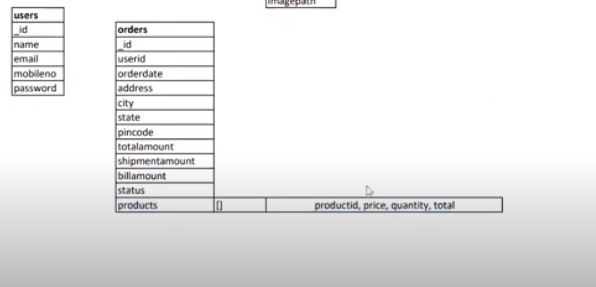 imagepath
users
_id
name
email
mobileno
password
orders
_id
userid
orderdate
address
city
state
pincode
totalamount
shipmentamount
billamount
status
products [] productid, price, quantity, total